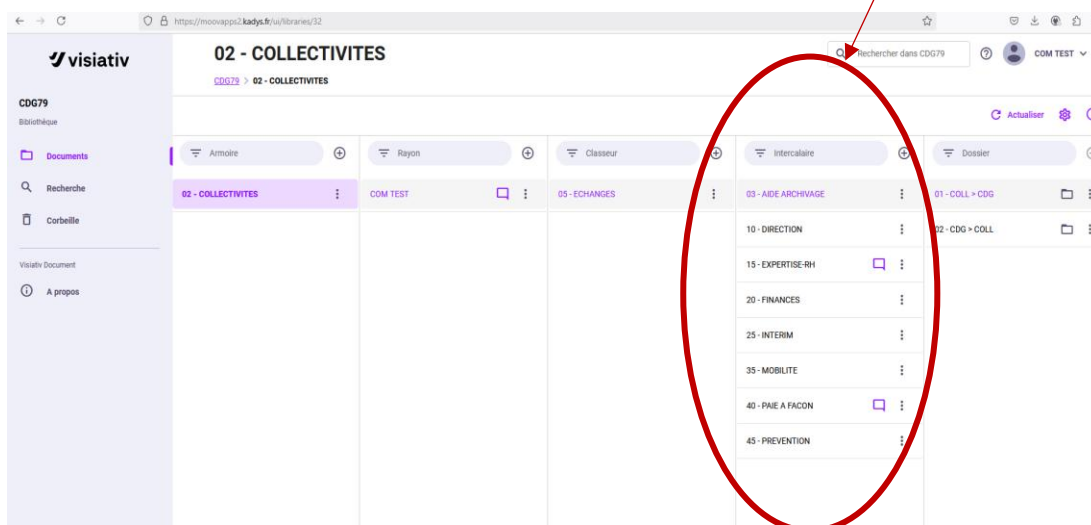 https://moovapps2.kadys.fr/ui/libraries/32
visiativ
02 - COLLECTIVITES
CDG79 > 02 - COLLECTIVITES
Rechercher dans CDG79
COM TEST
CDG79
Bibliothèque
Actualiser
Documents
Recherche
Corbeille
Visiativ Document
A propos
Armoire
Rayon
Classeur
Intercalaire
Dossier
02 - COLLECTIVITES
COM TEST
05 - ECHANGES
03 - AIDE ARCHIVAGE
01 - COLL > CDG
10 - DIRECTION
02 - CDG > COLL
15 - EXPERTISE-RH
20 - FINANCES
25 - INTERIM
35 - MOBILITE
40 - PAIE A FACON
45 - PREVENTION